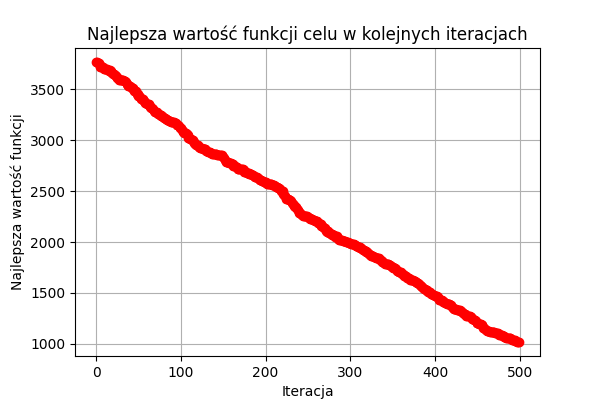 Najlepsza wartość funkcji celu w kolejnych iteracjach
Najlepsza wartość funkcji
3500
3000
2500
2000
1500
1000
0 100 200 300 400 500
Iteracja